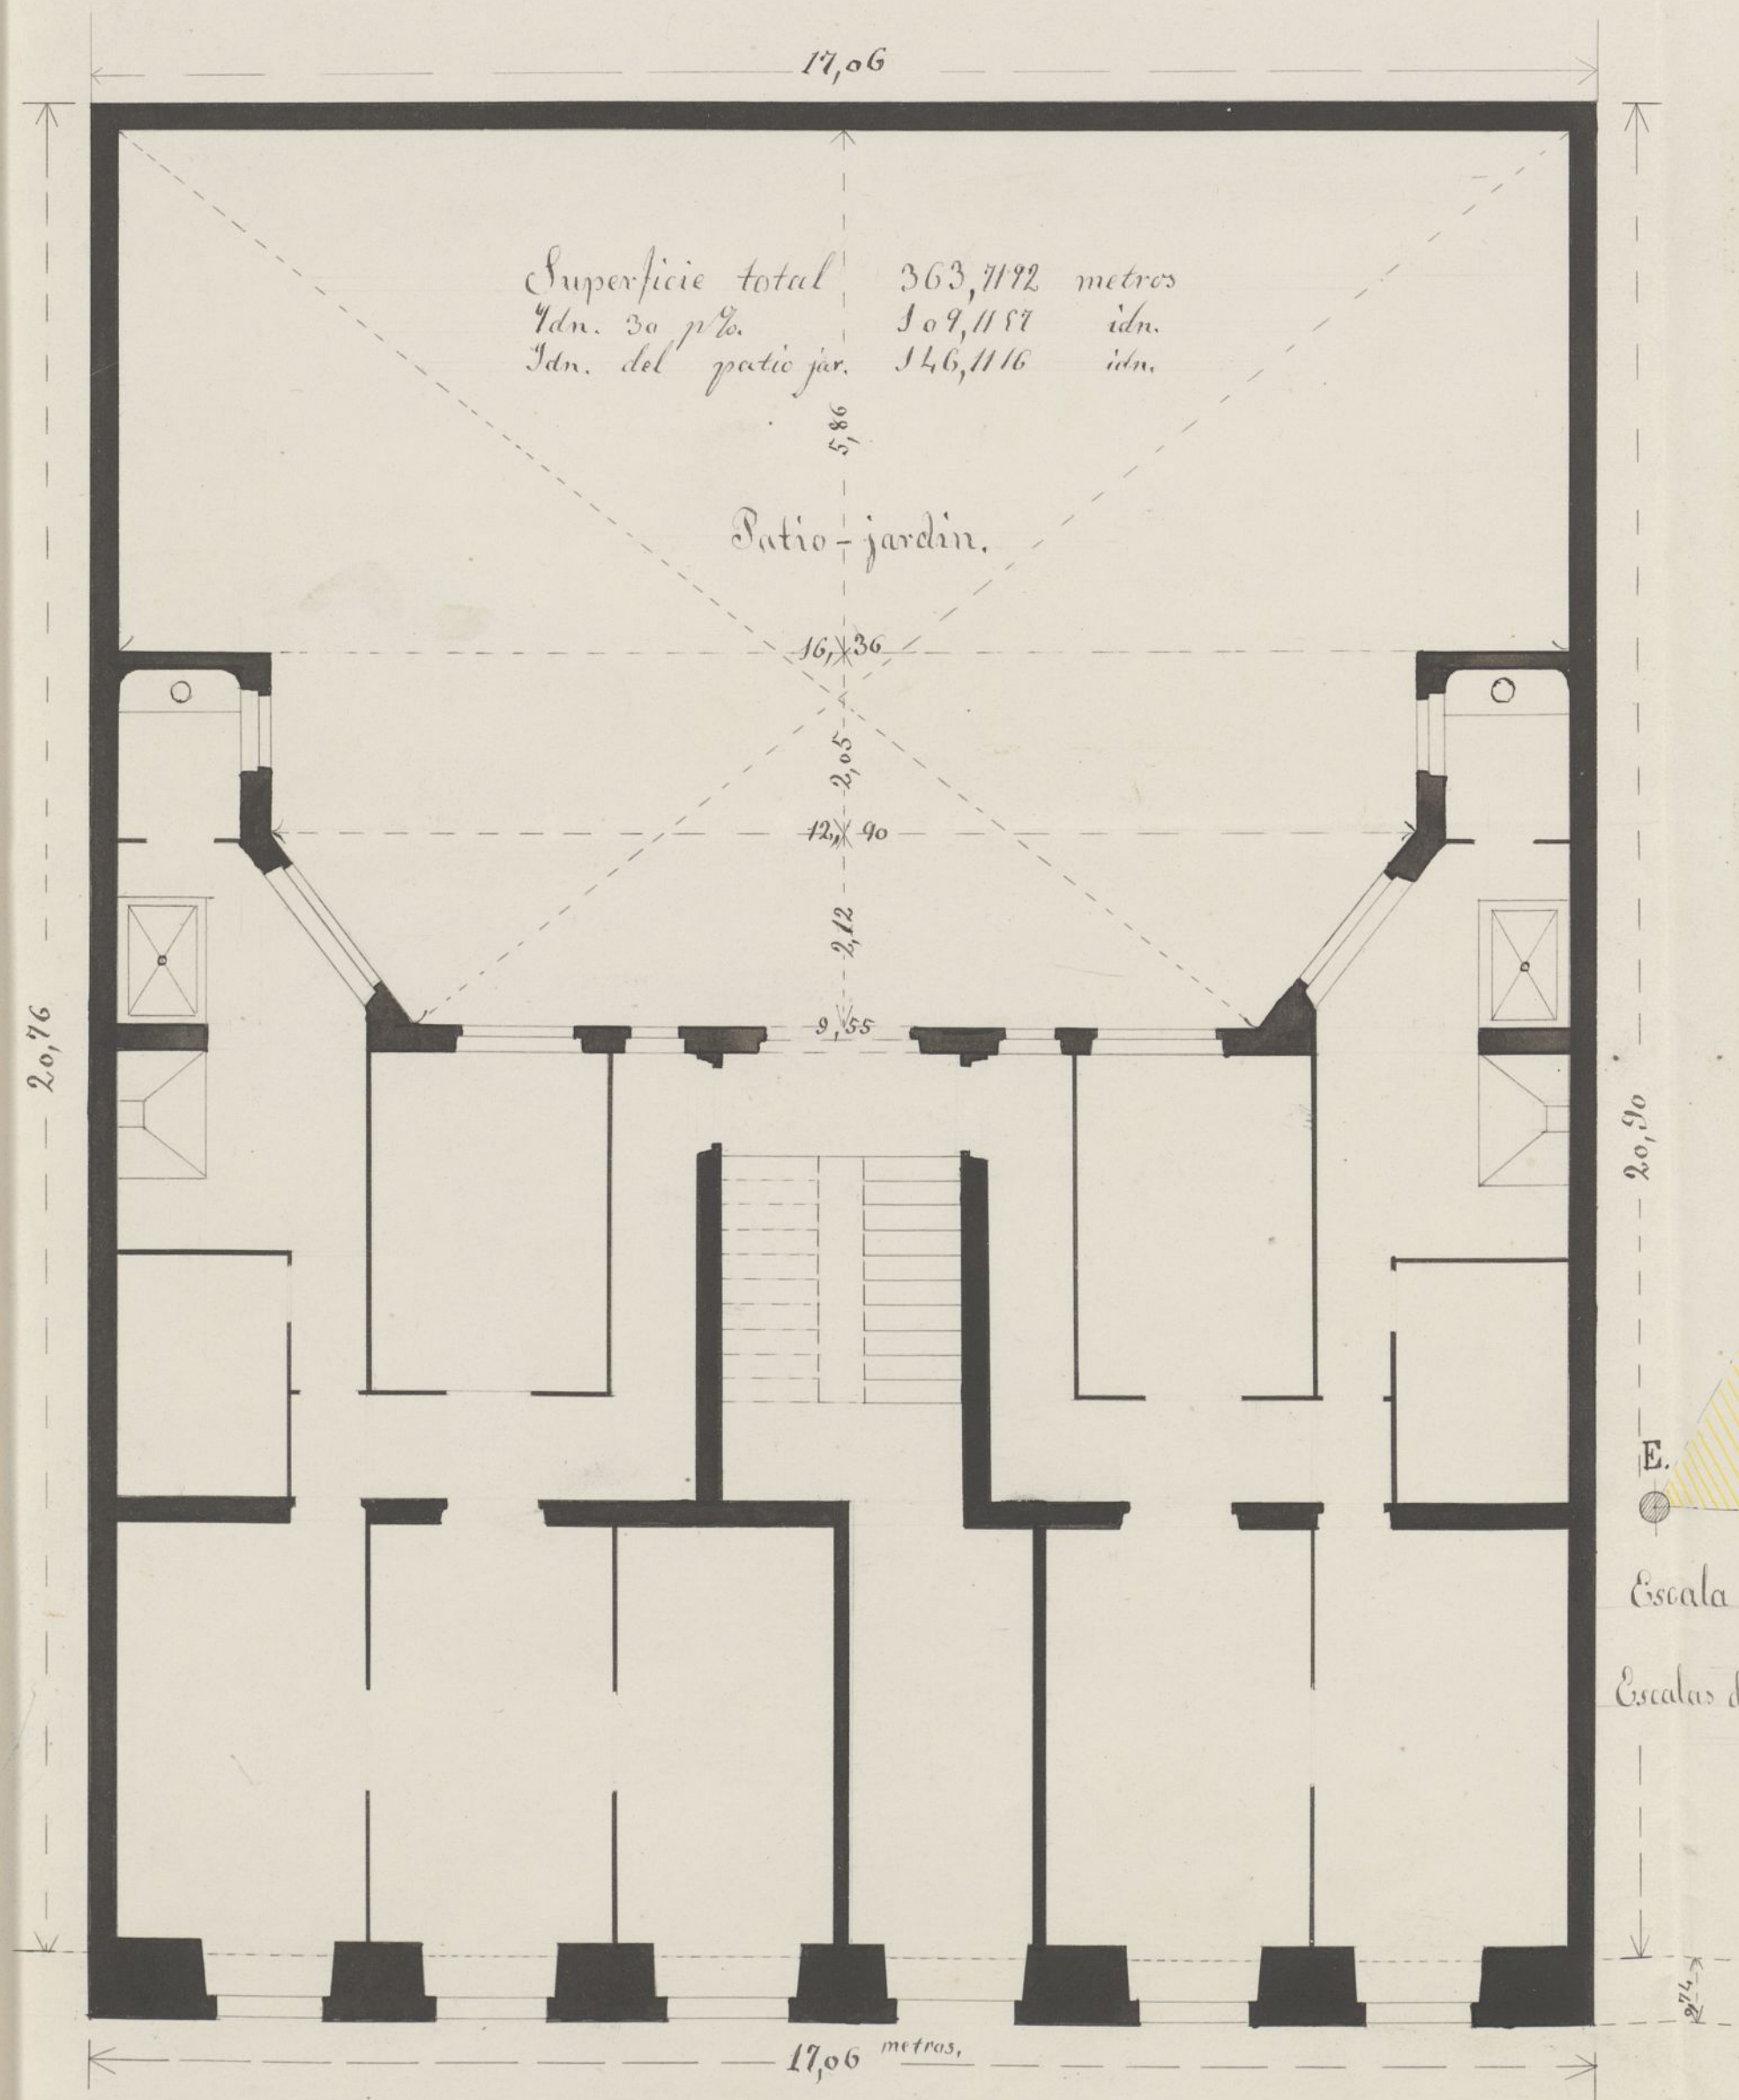 17,06
Superficie total 363,7192 metros
Idn. 30 p%. 109,1157 idn.
Idn. del patio jar. 146,1116 idn.
5,86
Patio-jardin.
16,36
2,05
12,90
2,12
9,55
20,76
20,90
E.
Escala
Escalas d
17,06 metros.